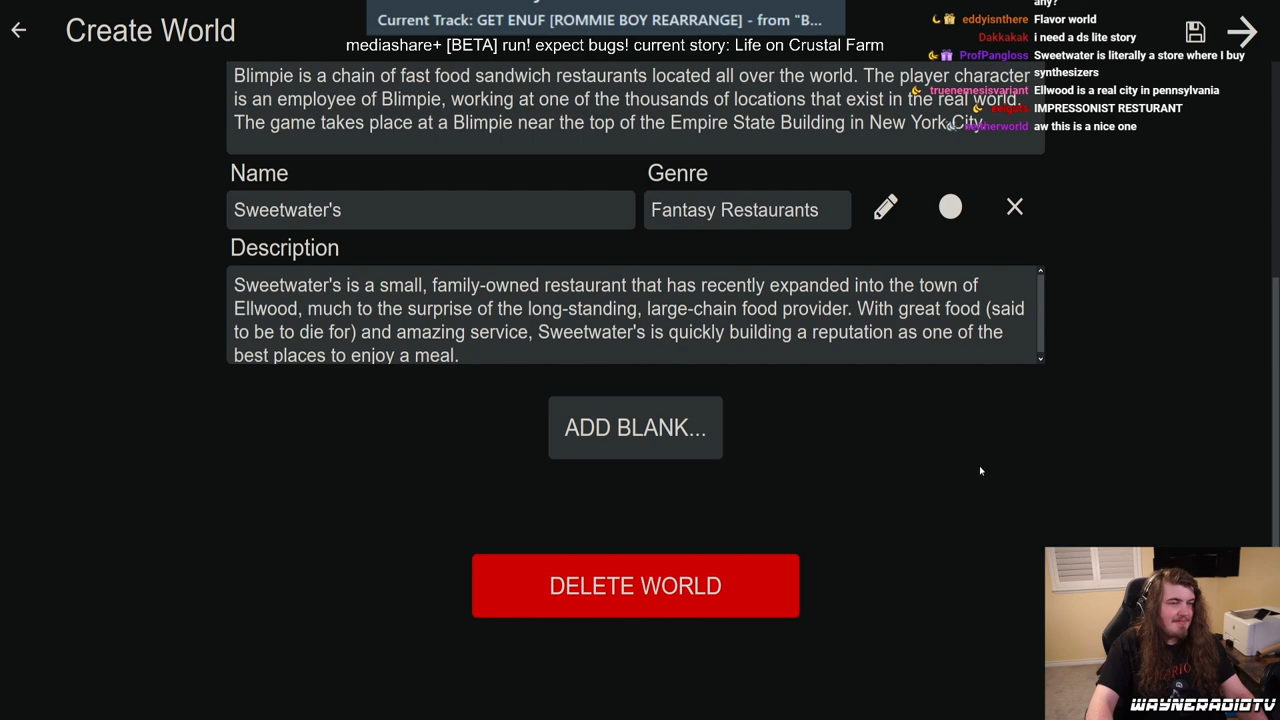 Create World
Current Track: GET ENUF [ROMMIE BOY REARRANGE] - from "B...
mediashare+ [BETA] run! expect bugs! current story: Life on Crustal Farm
any?
eddyisnthere Flavor world
Dakkakak i need a ds lite story
ProfPangloss Sweetwater is literally a store where I buy
synthesizers
truenemesisvariant Ellwood is a real city in pennsylvania
IMPRESSIONIST RESTURANT
aw this is a nice one
Blimpie is a chain of fast food sandwich restaurants located all over the world. The player character
is an employee of Blimpie, working at one of the thousands of locations that exist in the real world.
The game takes place at a Blimpie near the top of the Empire State Building in New York City.
Name
Genre
Sweetwater's
Fantasy Restaurants
Description
Sweetwater's is a small, family-owned restaurant that has recently expanded into the town of
Ellwood, much to the surprise of the long-standing, large-chain food provider. With great food (said
to be to die for) and amazing service, Sweetwater's is quickly building a reputation as one of the
best places to enjoy a meal.
ADD BLANK...
DELETE WORLD
WAYNERADIOTV